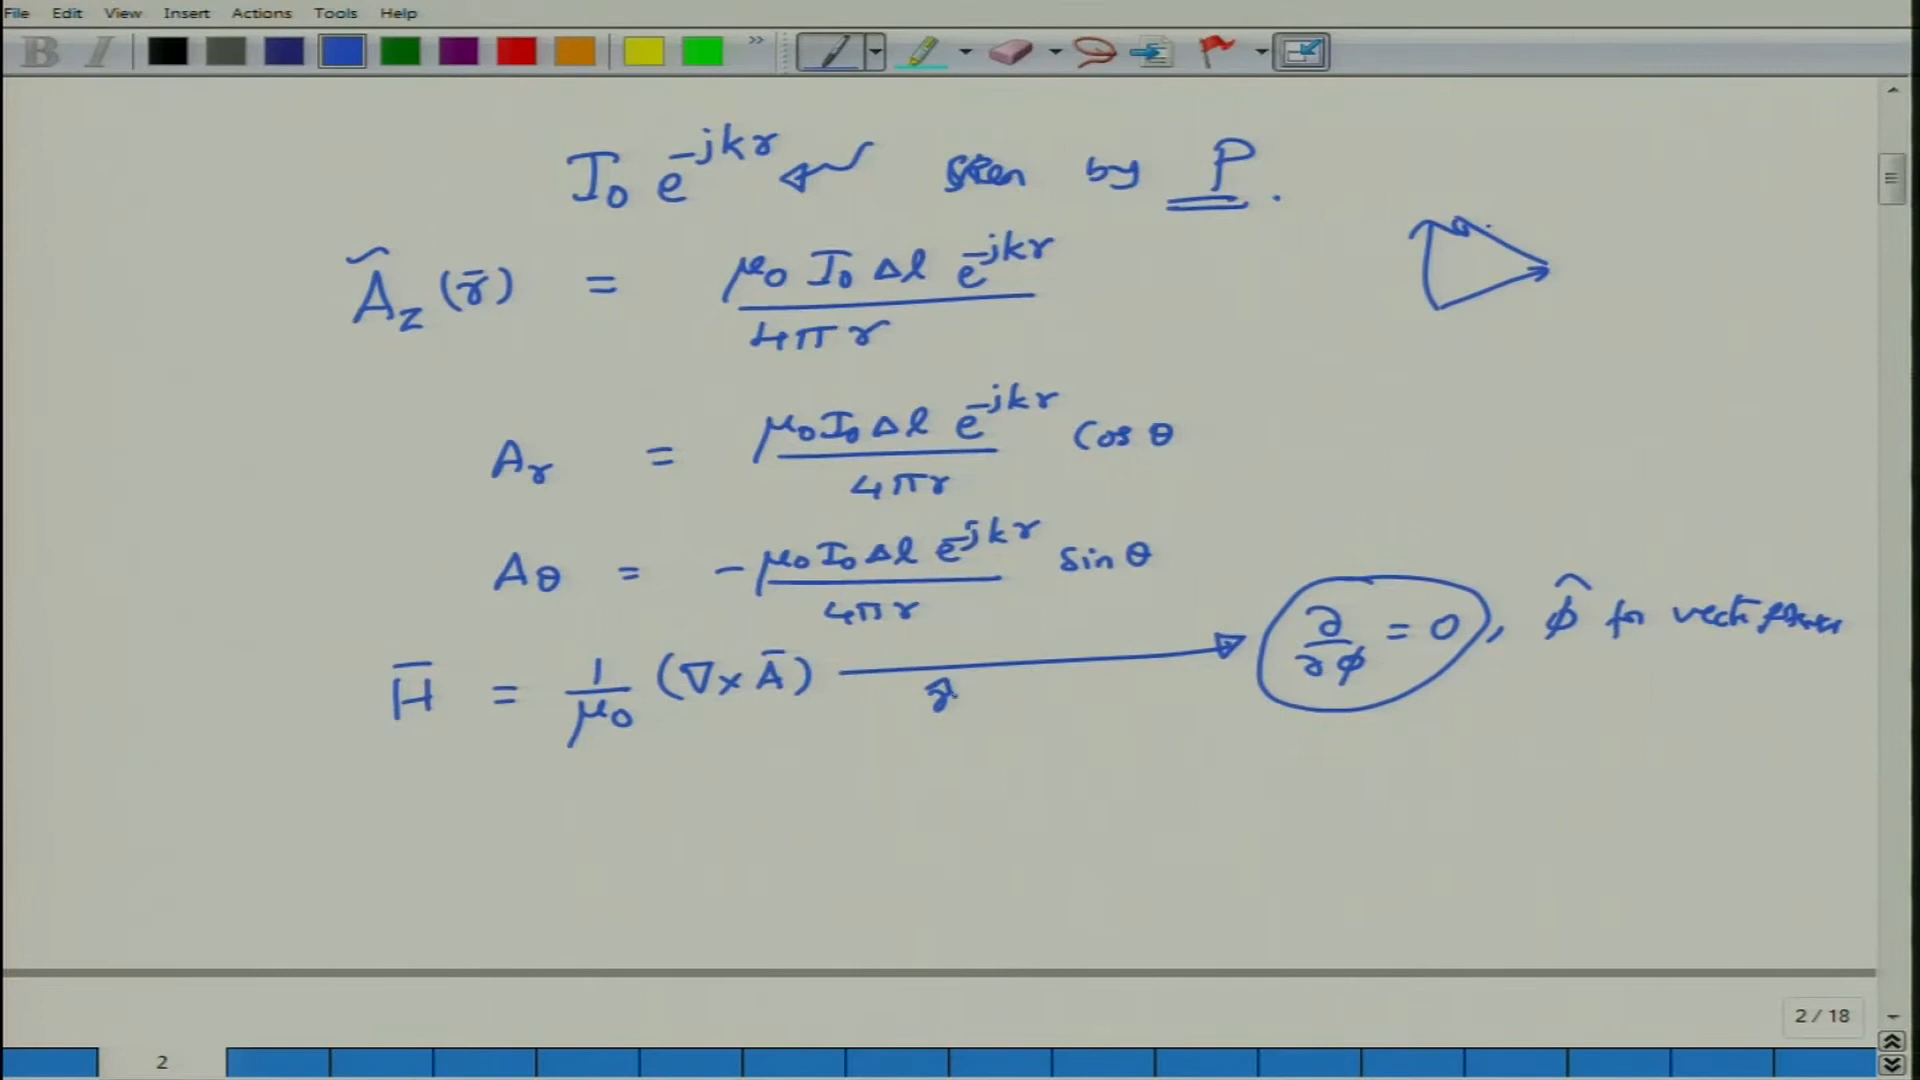 File Edit View Insert Actions Tools Help
B I
I₀ e^{-jkr} seen by P.
Ã_z (r̄) = μ₀ I₀ Δl e^{-jkr} / 4πr
A_r = μ₀ I₀ Δl e^{-jkr} / 4πr Cos θ
A_θ = - μ₀ I₀ Δl e^{-jkr} / 4πr Sin θ
H̄ = 1/μ₀ (∇ × Ā) → ∂/∂φ = 0, φ̂ for
2 / 18
2